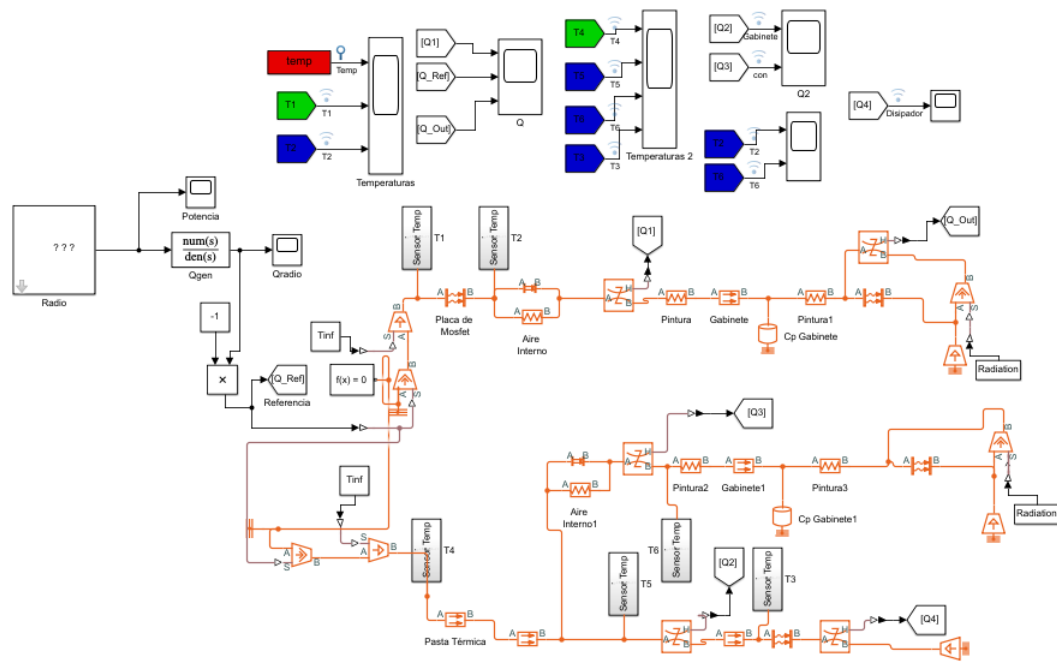 temp
Temp
T1
T1
T2
T2
Temperaturas
[Q1]
[Q_Ref]
[Q_Out]
Q
T4
T4
T5
T5
T6
T6
T3
T3
Temperaturas 2
[Q2]
Gabinete
[Q3]
con
Q2
T2
T2
T6
T6
[Q4]
Disipador
? ? ?
Radio
Potencia
num(s)
den(s)
Qgen
Qradio
-1
×
[Q_Ref]
Referencia
Tinf
f(x) = 0
S
A
B
A
B
S
Sensor Temp
T1
A B
Placa de
Mosfet
Sensor Temp
T2
A B
A B
Aire
Interno
A
H
B
[Q1]
A B
Pintura
A B
Gabinete
Cp Gabinete
A B
Pintura1
A
H
B
[Q_Out]
A B
B
A
S
Radiation
Tinf
A
S
B
S
A
B
Sensor Temp
T4
A B
Pasta Térmica
A B
A B
A B
Aire
Interno1
A
H
B
[Q3]
A B
Pintura2
A B
Gabinete1
Cp Gabinete1
A B
Pintura3
A B
B
A
S
Radiation
Sensor Temp
T6
Sensor Temp
T5
A
H
B
[Q2]
A B
Sensor Temp
T3
A B
A
H
B
[Q4]